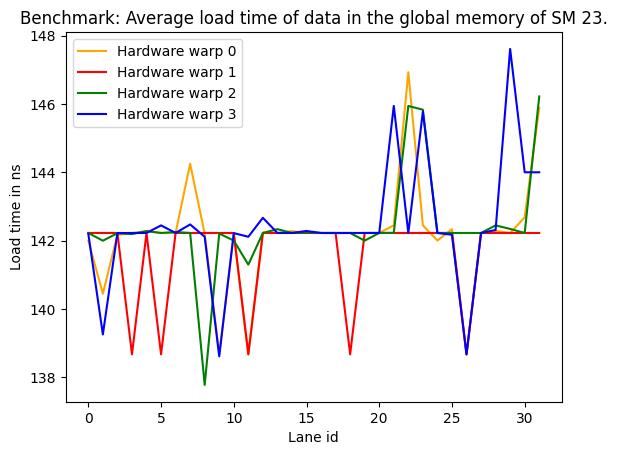 Benchmark: Average load time of data in the global memory of SM 23.
Hardware warp 0
Hardware warp 1
Hardware warp 2
Hardware warp 3
Load time in ns
148
146
144
142
140
138
0 5 10 15 20 25 30
Lane id